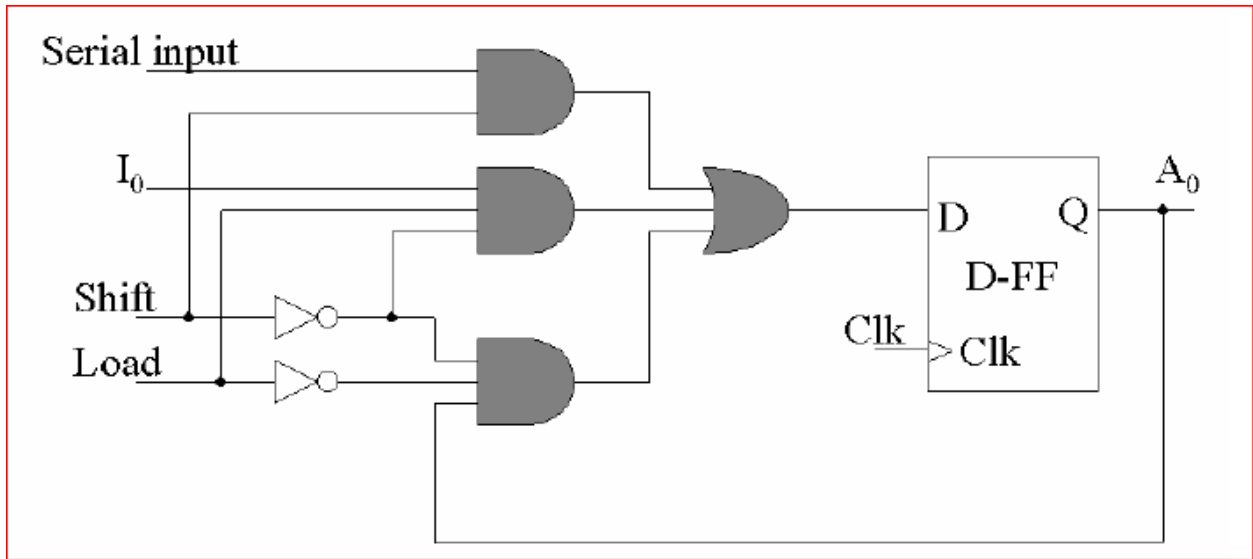 Serial input
I₀
Shift
Load
D
Q
D-FF
Clk
Clk
A₀